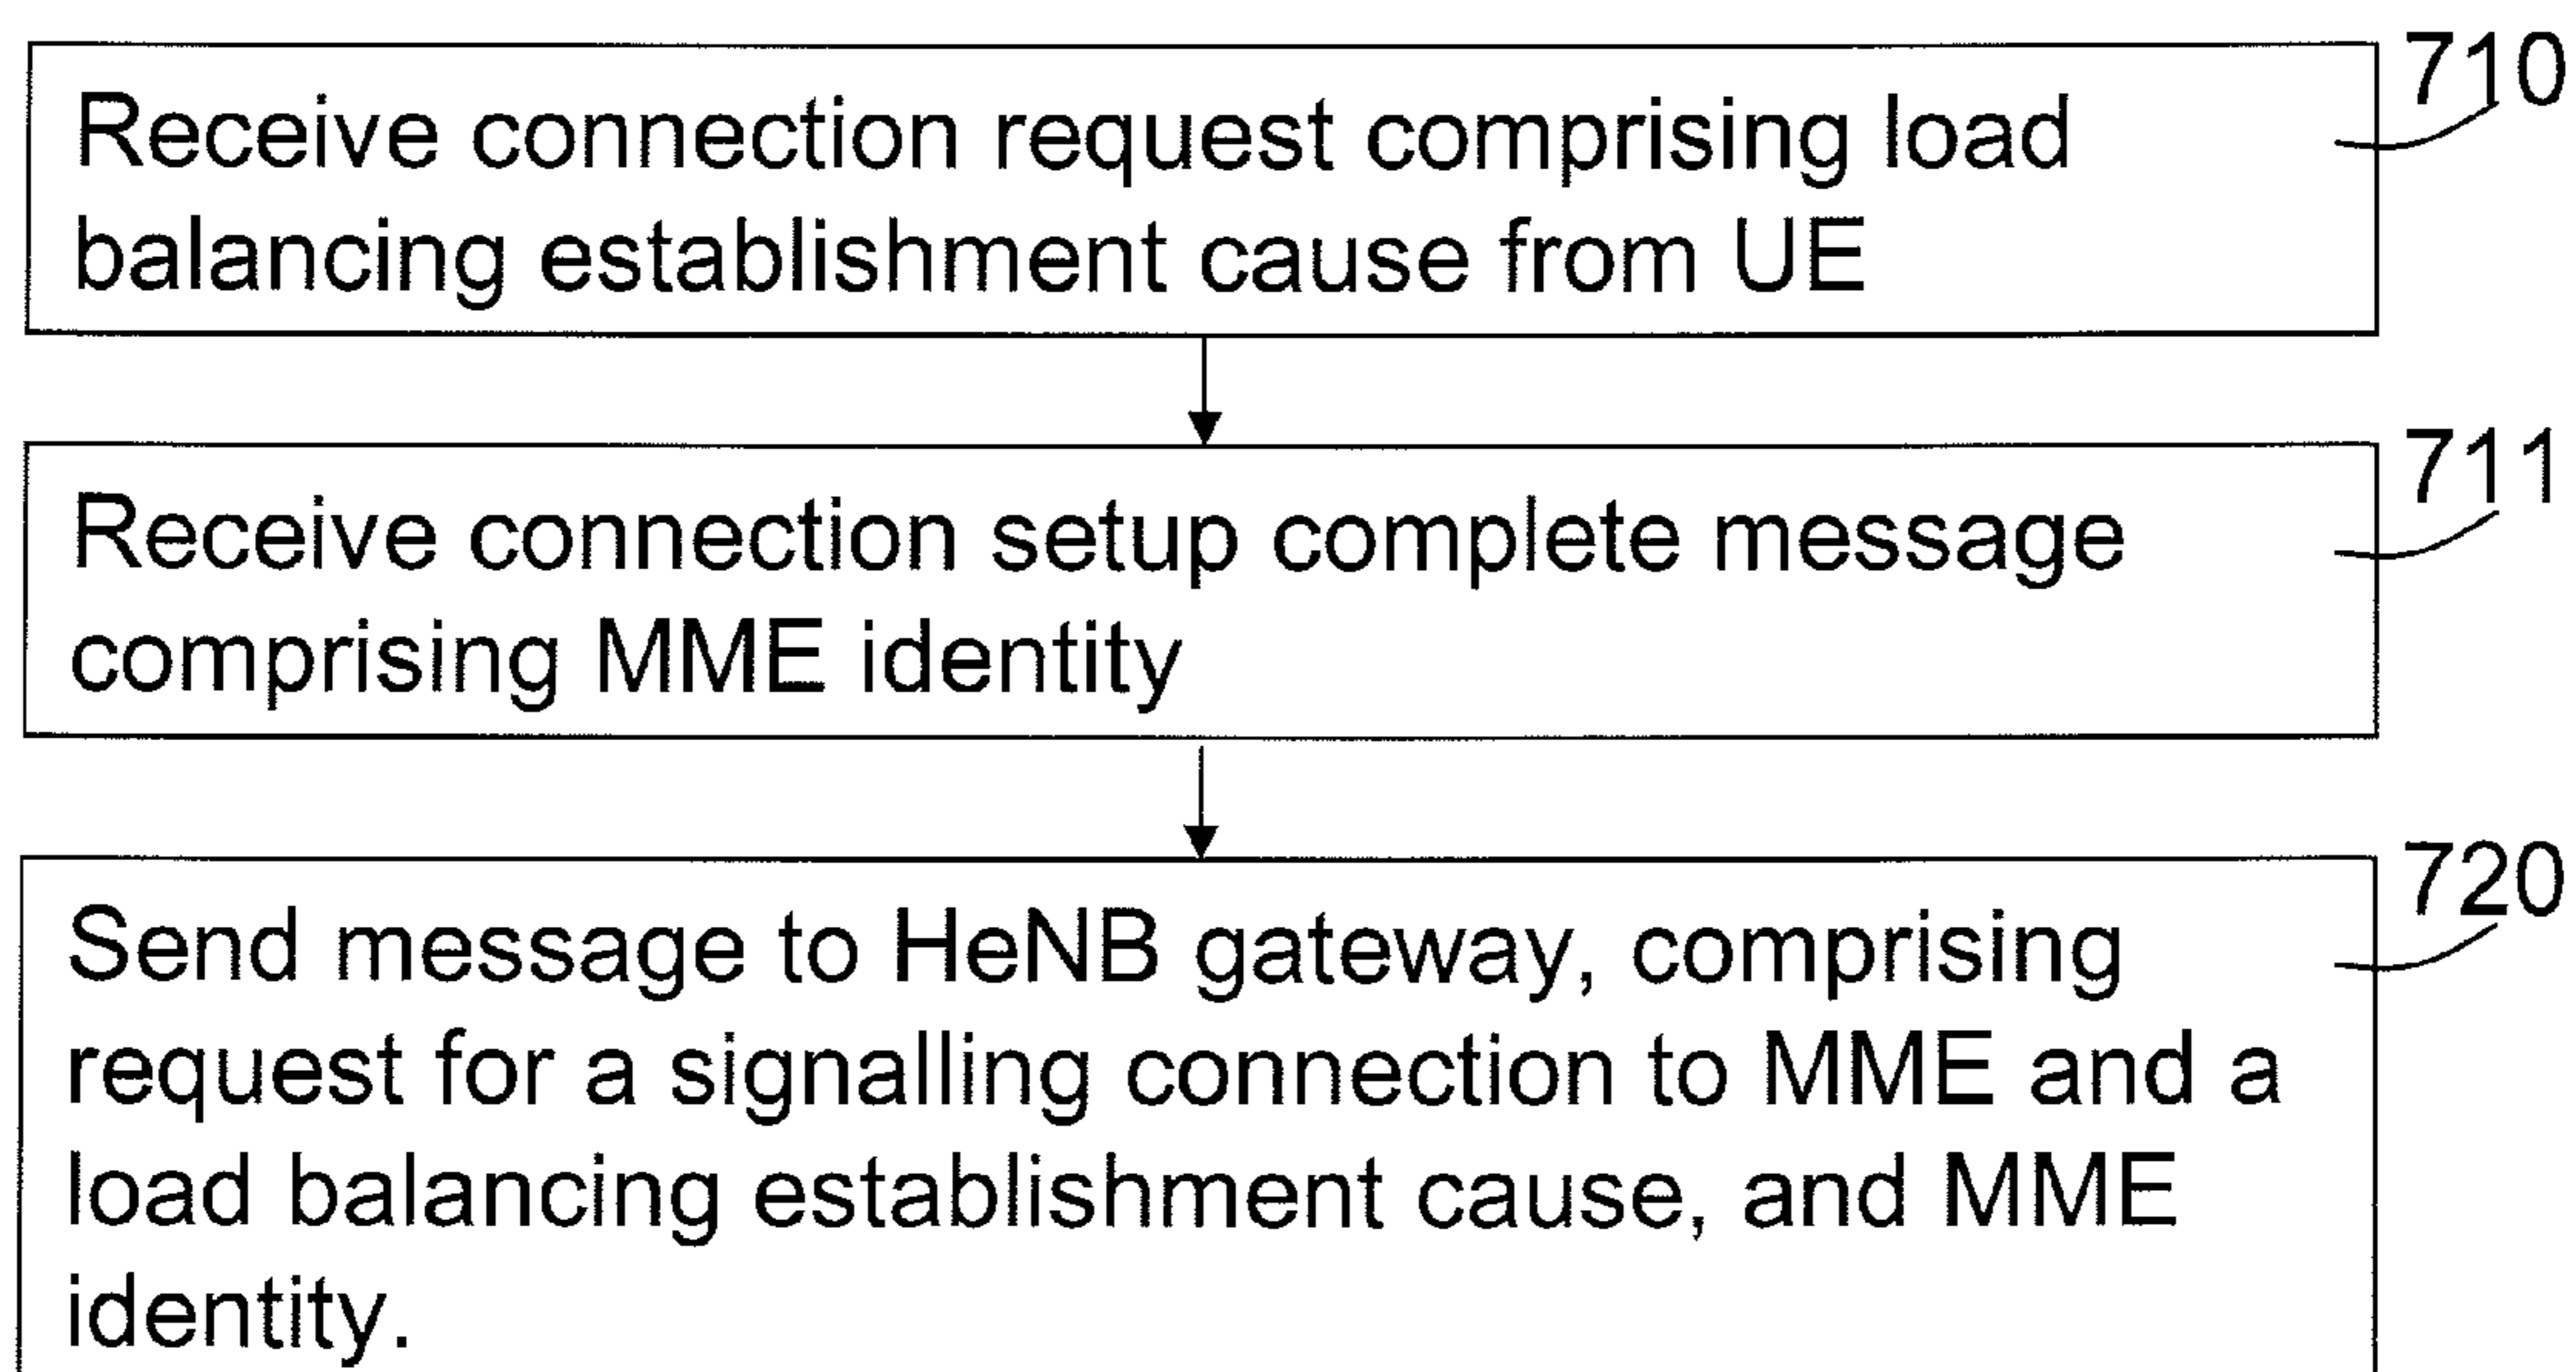 710
Receive connection request comprising load
balancing establishment cause from UE
711
Receive connection setup complete message
comprising MME identity
720
Send message to HeNB gateway, comprising
request for a signalling connection to MME and a
load balancing establishment cause, and MME
identity.